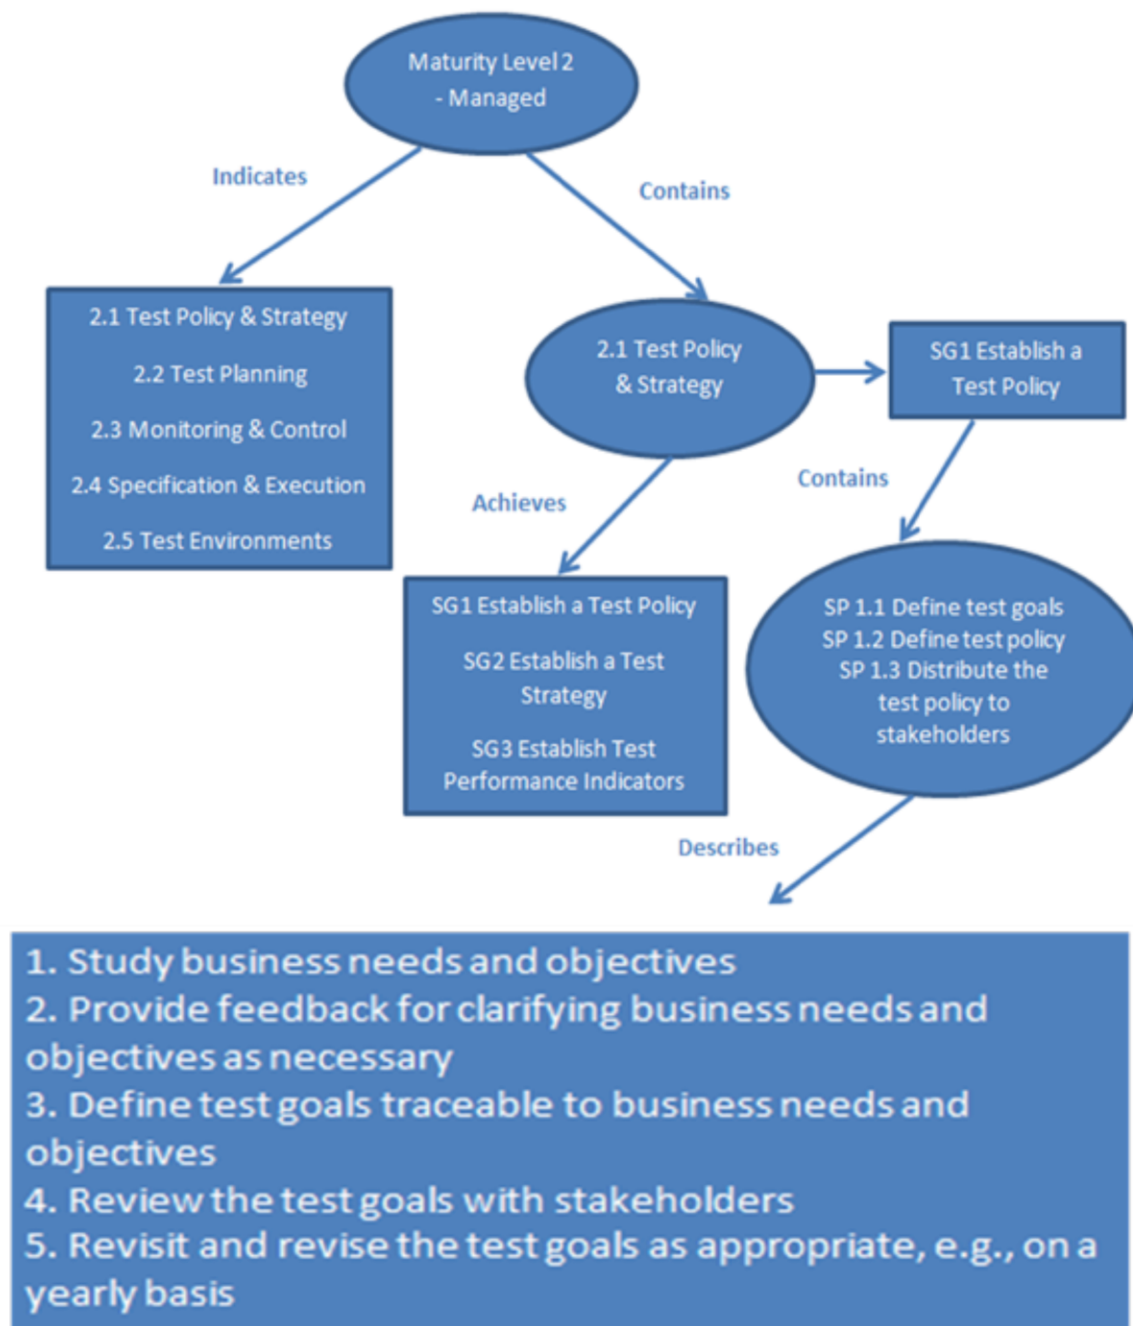 Maturity Level 2
- Managed
Indicates
Contains
2.1 Test Policy & Strategy
2.2 Test Planning
2.3 Monitoring & Control
2.4 Specification & Execution
2.5 Test Environments
2.1 Test Policy
& Strategy
SG1 Establish a
Test Policy
Achieves
Contains
SG1 Establish a Test Policy
SG2 Establish a Test
Strategy
SG3 Establish Test
Performance Indicators
SP 1.1 Define test goals
SP 1.2 Define test policy
SP 1.3 Distribute the
test policy to
stakeholders
Describes
1. Study business needs and objectives
2. Provide feedback for clarifying business needs and
objectives as necessary
3. Define test goals traceable to business needs and
objectives
4. Review the test goals with stakeholders
5. Revisit and revise the test goals as appropriate, e.g., on a
yearly basis